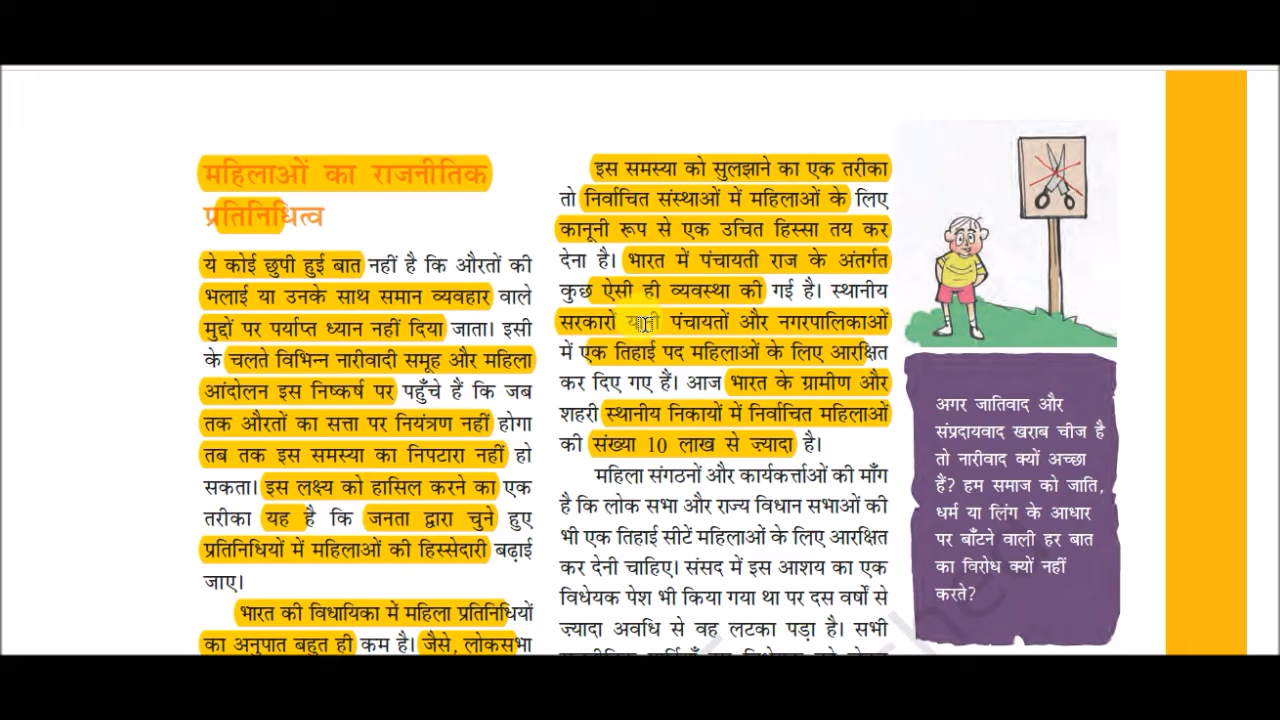 महिलाओं का राजनीतिक
प्रतिनिधित्व
ये कोई छुपी हुई बात नहीं है कि औरतों की
भलाई या उनके साथ समान व्यवहार वाले
मुद्दों पर पर्याप्त ध्यान नहीं दिया जाता। इसी
के चलते विभिन्न नारीवादी समूह और महिला
आंदोलन इस निष्कर्ष पर पहुँचे हैं कि जब
तक औरतों का सत्ता पर नियंत्रण नहीं होगा
तब तक इस समस्या का निपटारा नहीं हो
सकता। इस लक्ष्य को हासिल करने का एक
तरीका यह है कि जनता द्वारा चुने हुए
प्रतिनिधियों में महिलाओं की हिस्सेदारी बढ़ाई
जाए।
भारत की विधायिका में महिला प्रतिनिधियों
का अनुपात बहुत ही कम है। जैसे, लोकसभा
इस समस्या को सुलझाने का एक तरीका
तो निर्वाचित संस्थाओं में महिलाओं के लिए
कानूनी रूप से एक उचित हिस्सा तय कर
देना है। भारत में पंचायती राज के अंतर्गत
कुछ ऐसी ही व्यवस्था की गई है। स्थानीय
सरकारों यानी पंचायतों और नगरपालिकाओं
में एक तिहाई पद महिलाओं के लिए आरक्षित
कर दिए गए हैं। आज भारत के ग्रामीण और
शहरी स्थानीय निकायों में निर्वाचित महिलाओं
की संख्या 10 लाख से ज़्यादा है।
महिला संगठनों और कार्यकर्त्ताओं की माँग
है कि लोक सभा और राज्य विधान सभाओं की
भी एक तिहाई सीटें महिलाओं के लिए आरक्षित
कर देनी चाहिए। संसद में इस आशय का एक
विधेयक पेश भी किया गया था पर दस वर्षों से
ज्यादा अवधि से वह लटका पड़ा है। सभी
अगर जातिवाद और
संप्रदायवाद खराब चीज है
तो नारीवाद क्यों अच्छा
हैं? हम समाज को जाति,
धर्म या लिंग के आधार
पर बाँटने वाली हर बात
का विरोध क्यों नहीं
करते?